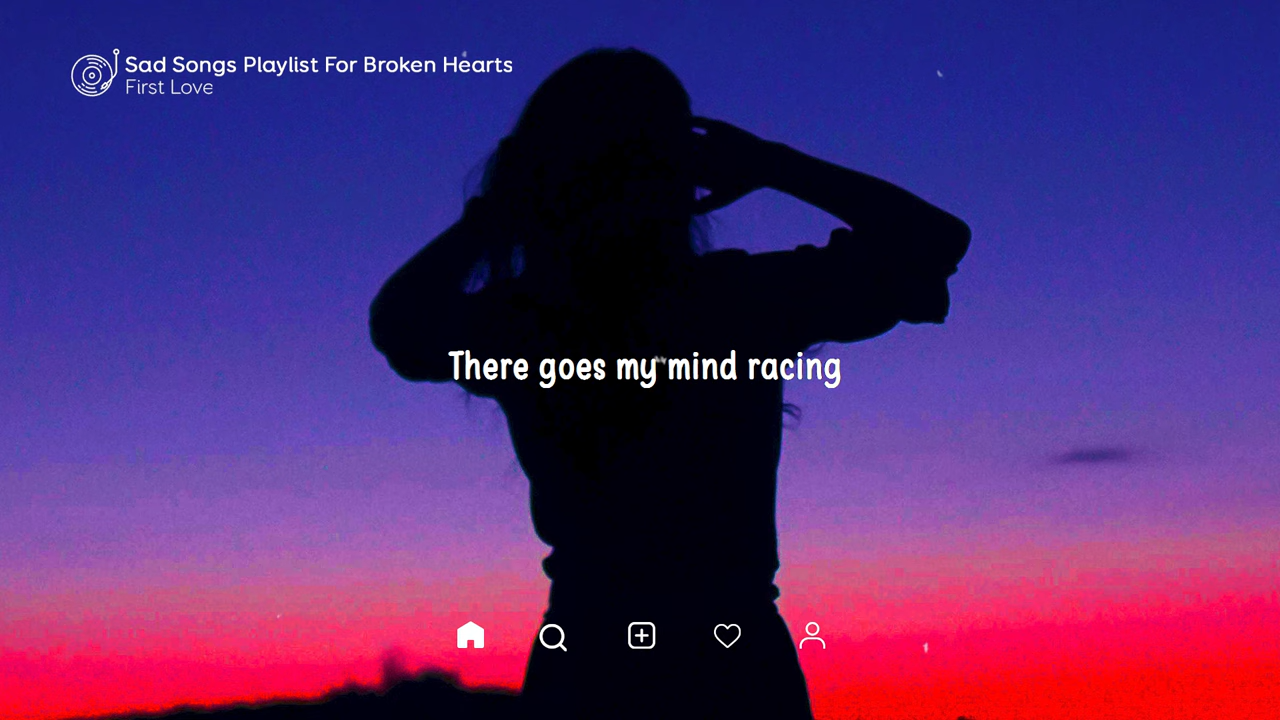 Sad Songs Playlist For Broken Hearts
First Love
There goes my mind racing